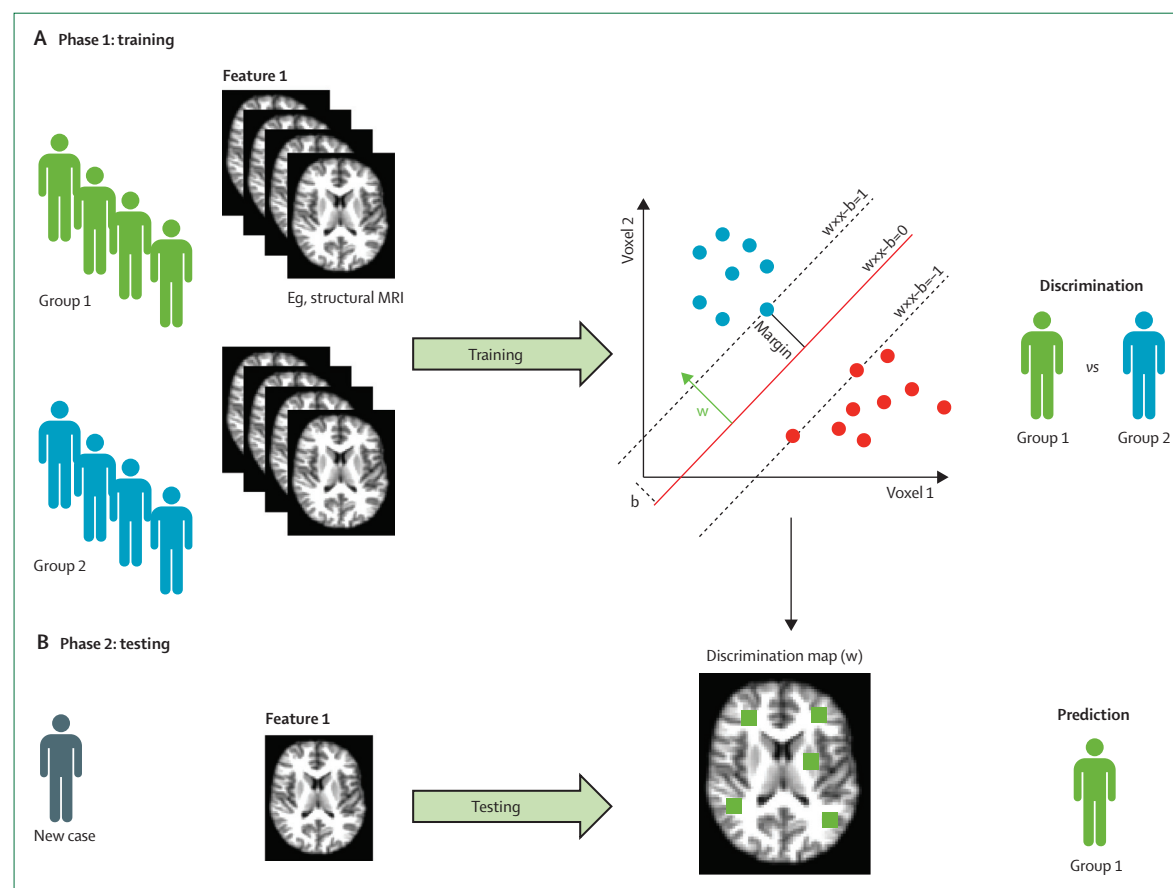 A Phase 1: training
Feature 1
Group 1
Eg, structural MRI
Training
Group 2
Voxel 2
w×x–b=1
w×x–b=0
w×x–b=–1
Margin
w
b
Voxel 1
Discrimination
vs
Group 1
Group 2
B Phase 2: testing
Discrimination map (w)
Feature 1
New case
Testing
Prediction
Group 1